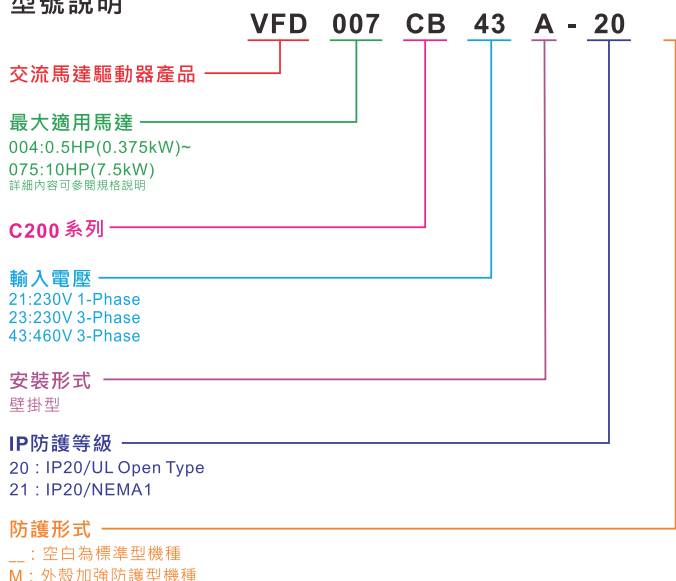 型號說明
VFD 007 CB 43 A - 20
交流馬達驅動器產品
最大適用馬達
004:0.5HP(0.375kW)~
075:10HP(7.5kW)
詳細內容可參閱規格說明
C200 系列
輸入電壓
21:230V 1-Phase
23:230V 3-Phase
43:460V 3-Phase
安裝形式
壁掛型
IP防護等級
20 : IP20/UL Open Type
21 : IP20/NEMA1
防護形式
__ : 空白為標準型機種
M : 外殼加強防護型機種